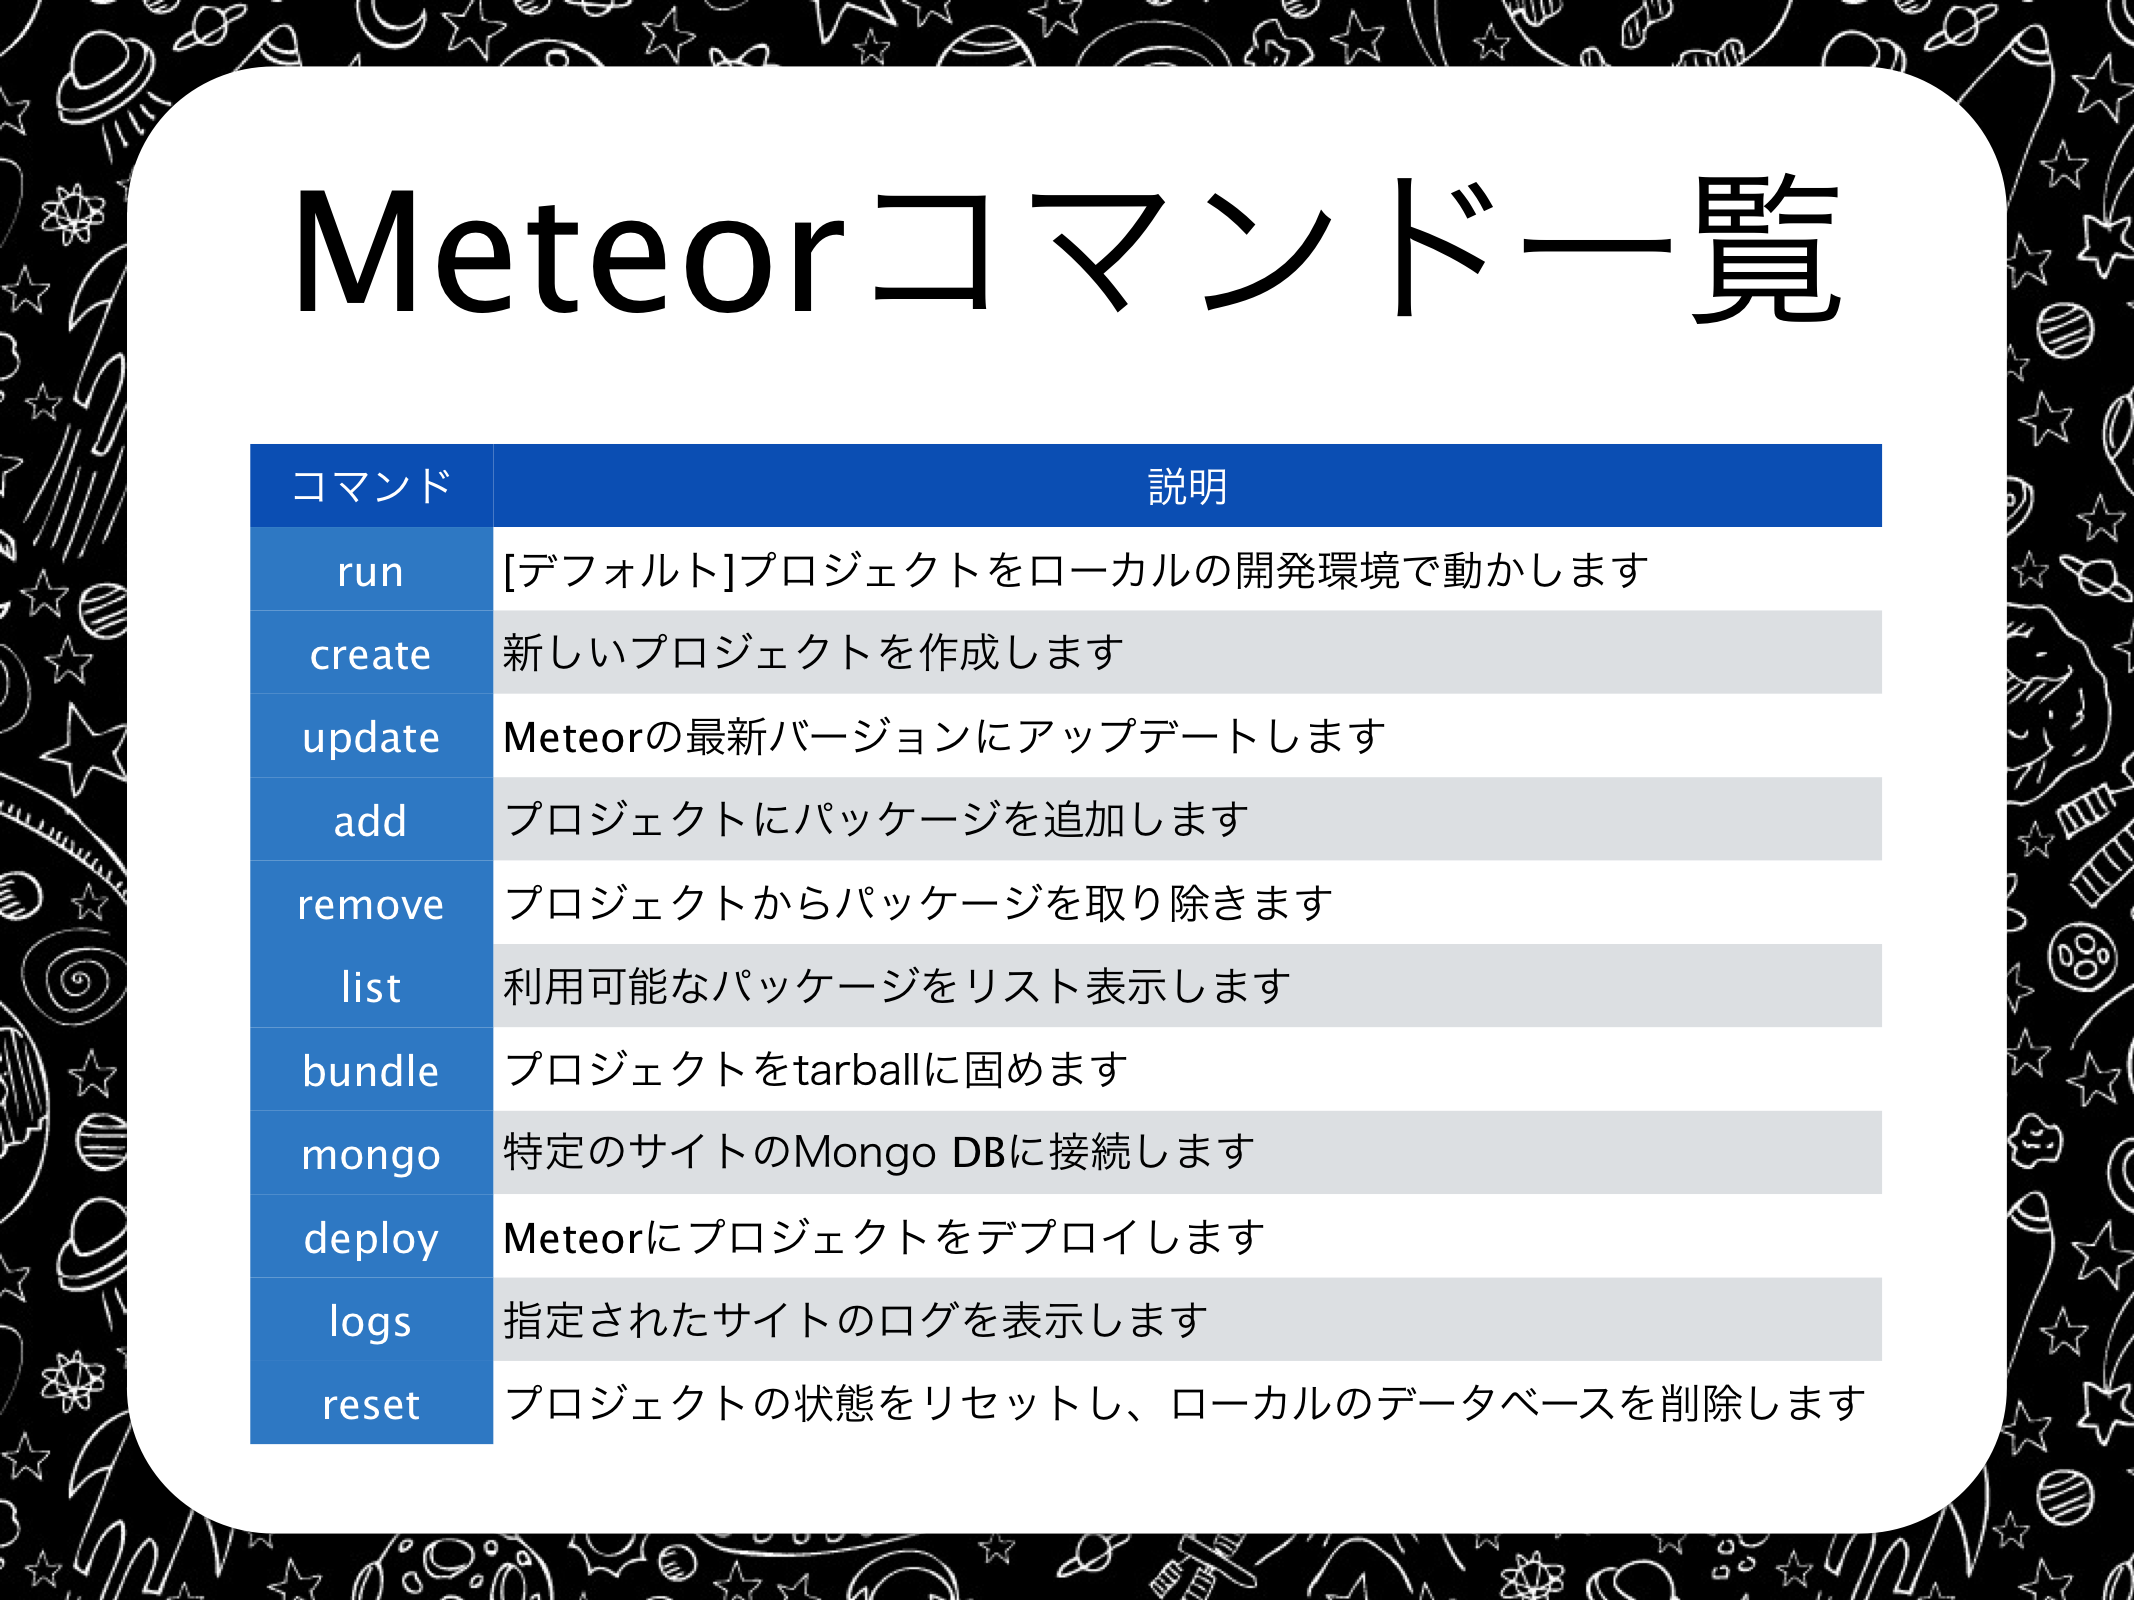 Meteorコマンド一覧
コマンド 説明
run [デフォルト]プロジェクトをローカルの開発環境で動かします
create 新しいプロジェクトを作成します
update Meteorの最新バージョンにアップデートします
add プロジェクトにパッケージを追加します
remove プロジェクトからパッケージを取り除きます
list 利用可能なパッケージをリスト表示します
bundle プロジェクトをtarballに固めます
mongo 特定のサイトのMongo DBに接続します
deploy Meteorにプロジェクトをデプロイします
logs 指定されたサイトのログを表示します
reset プロジェクトの状態をリセットし、ローカルのデータベースを削除します